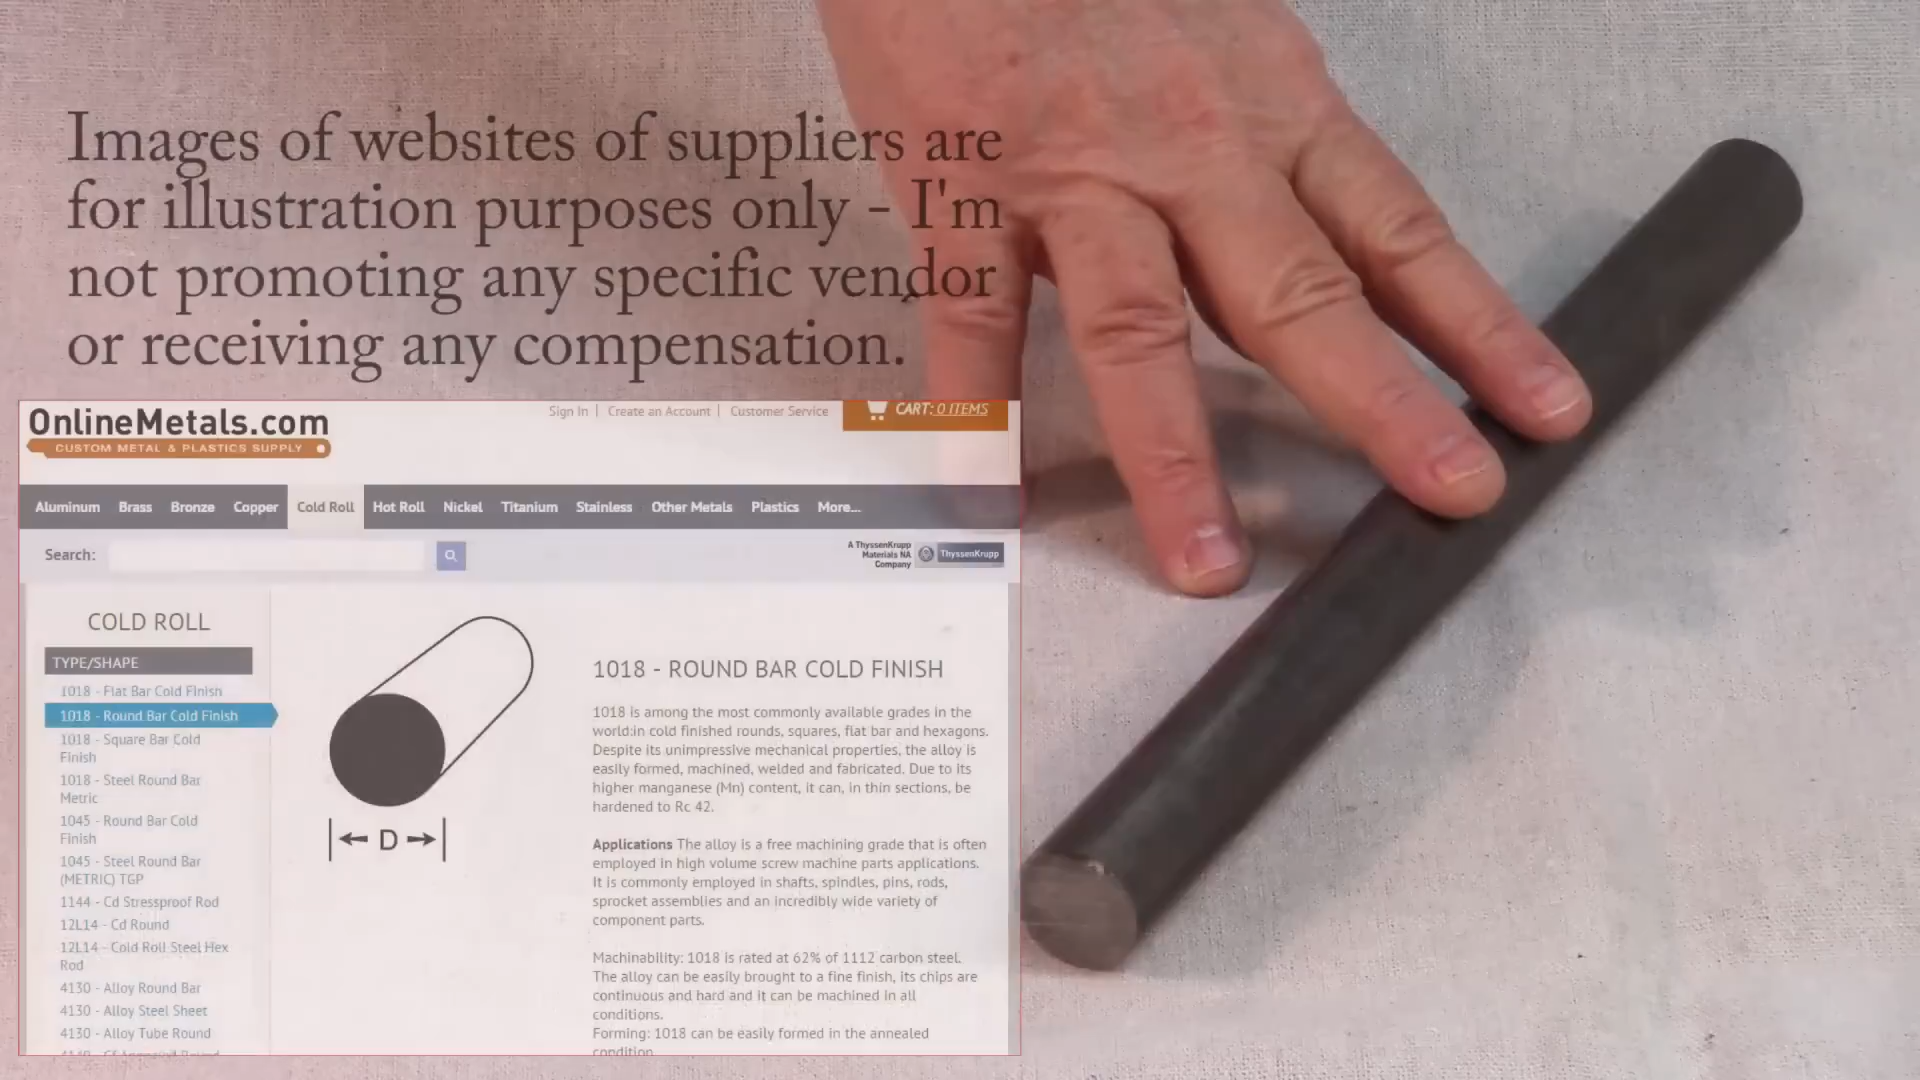 Images of websites of suppliers are
for illustration purposes only - I'm
not promoting any specific vendor
or receiving any compensation.
OnlineMetals.com
CUSTOM METAL & PLASTICS SUPPLY
Sign In | Create an Account | Customer Service
CART: 0 ITEMS
Aluminum Brass Bronze Copper Cold Roll Hot Roll Nickel Titanium Stainless Other Metals Plastics More...
Search:
A ThyssenKrupp
Materials NA
Company
ThyssenKrupp
COLD ROLL
TYPE/SHAPE
1018 - Flat Bar Cold Finish
1018 - Round Bar Cold Finish
1018 - Square Bar Cold
Finish
1018 - Steel Round Bar
Metric
1045 - Round Bar Cold
Finish
1045 - Steel Round Bar
(METRIC) TGP
1144 - Cd Stressproof Rod
12L14 - Cd Round
12L14 - Cold Roll Steel Hex
Rod
4130 - Alloy Round Bar
4130 - Alloy Steel Sheet
4130 - Alloy Tube Round
D
1018 - ROUND BAR COLD FINISH
1018 is among the most commonly available grades in the
world:in cold finished rounds, squares, flat bar and hexagons.
Despite its unimpressive mechanical properties, the alloy is
easily formed, machined, welded and fabricated. Due to its
higher manganese (Mn) content, it can, in thin sections, be
hardened to Rc 42.
Applications The alloy is a free machining grade that is often
employed in high volume screw machine parts applications.
It is commonly employed in shafts, spindles, pins, rods,
sprocket assemblies and an incredibly wide variety of
component parts.
Machinability: 1018 is rated at 62% of 1112 carbon steel.
The alloy can be easily brought to a fine finish, its chips are
continuous and hard and it can be machined in all
conditions.
Forming: 1018 can be easily formed in the annealed
condition.